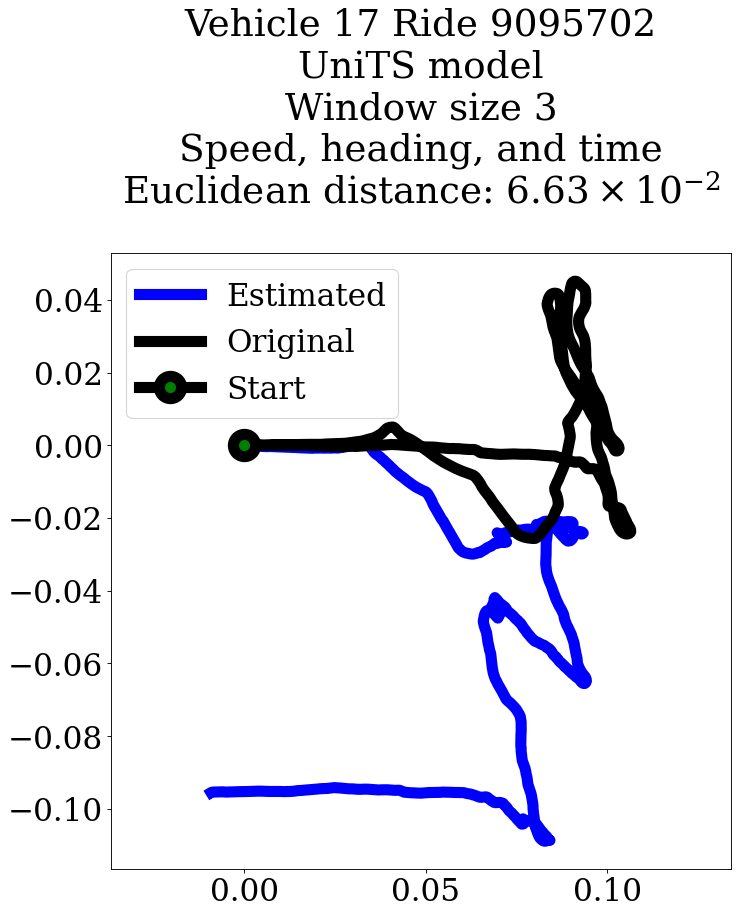 Vehicle 17 Ride 9095702
UniTS model
Window size 3
Speed, heading, and time
Euclidean distance: 6.63 × 10⁻²
Estimated
Original
Start
0.04
0.02
0.00
−0.02
−0.04
−0.06
−0.08
−0.10
0.00 0.05 0.10